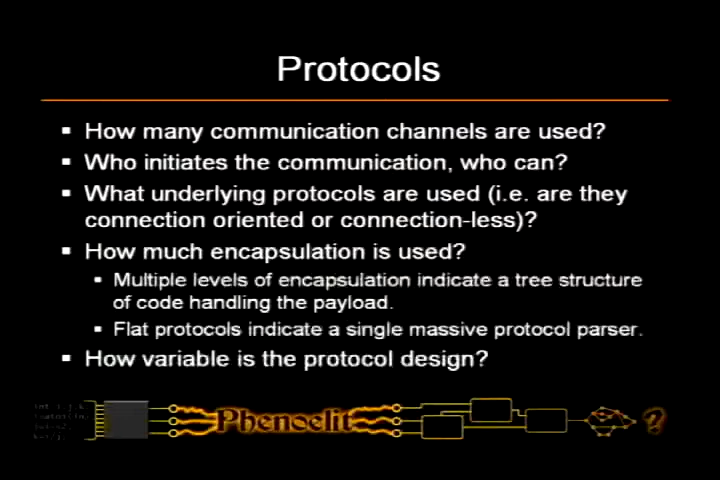 Protocols
▪ How many communication channels are used?
▪ Who initiates the communication, who can?
▪ What underlying protocols are used (i.e. are they
connection oriented or connection-less)?
▪ How much encapsulation is used?
▪ Multiple levels of encapsulation indicate a tree structure
of code handling the payload.
▪ Flat protocols indicate a single massive protocol parser.
▪ How variable is the protocol design?
int i,j,k
Phenoelit
?